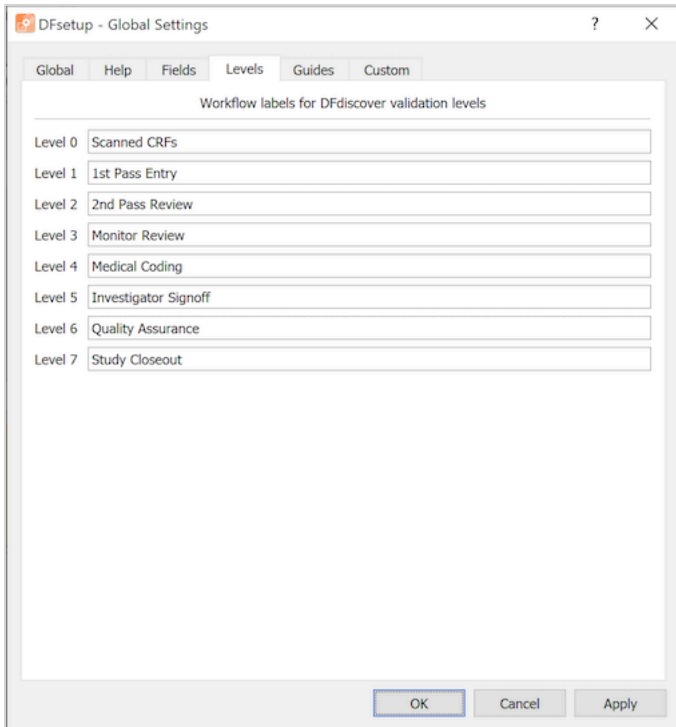 DFsetup - Global Settings ? ×
Global Help Fields Levels Guides Custom
Workflow labels for DFdiscover validation levels
Level 0 Scanned CRFs
Level 1 1st Pass Entry
Level 2 2nd Pass Review
Level 3 Monitor Review
Level 4 Medical Coding
Level 5 Investigator Signoff
Level 6 Quality Assurance
Level 7 Study Closeout
OK Cancel Apply